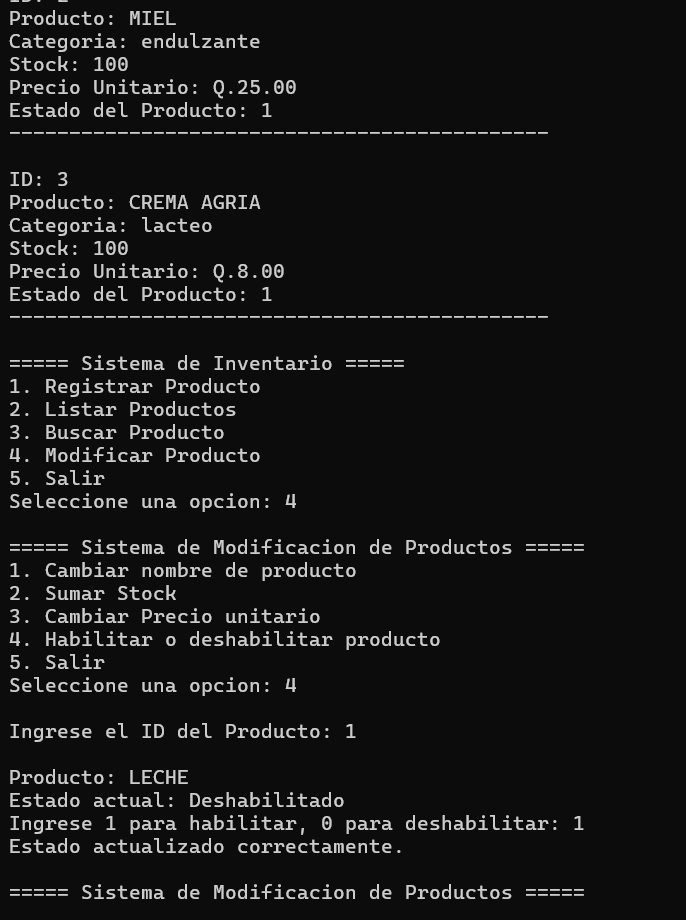 Producto: MIEL
Categoria: endulzante
Stock: 100
Precio Unitario: Q.25.00
Estado del Producto: 1
---------------------------------------------
ID: 3
Producto: CREMA AGRIA
Categoria: lacteo
Stock: 100
Precio Unitario: Q.8.00
Estado del Producto: 1
---------------------------------------------
===== Sistema de Inventario =====
1. Registrar Producto
2. Listar Productos
3. Buscar Producto
4. Modificar Producto
5. Salir
Seleccione una opcion: 4
===== Sistema de Modificacion de Productos =====
1. Cambiar nombre de producto
2. Sumar Stock
3. Cambiar Precio unitario
4. Habilitar o deshabilitar producto
5. Salir
Seleccione una opcion: 4
Ingrese el ID del Producto: 1
Producto: LECHE
Estado actual: Deshabilitado
Ingrese 1 para habilitar, 0 para deshabilitar: 1
Estado actualizado correctamente.
===== Sistema de Modificacion de Productos =====